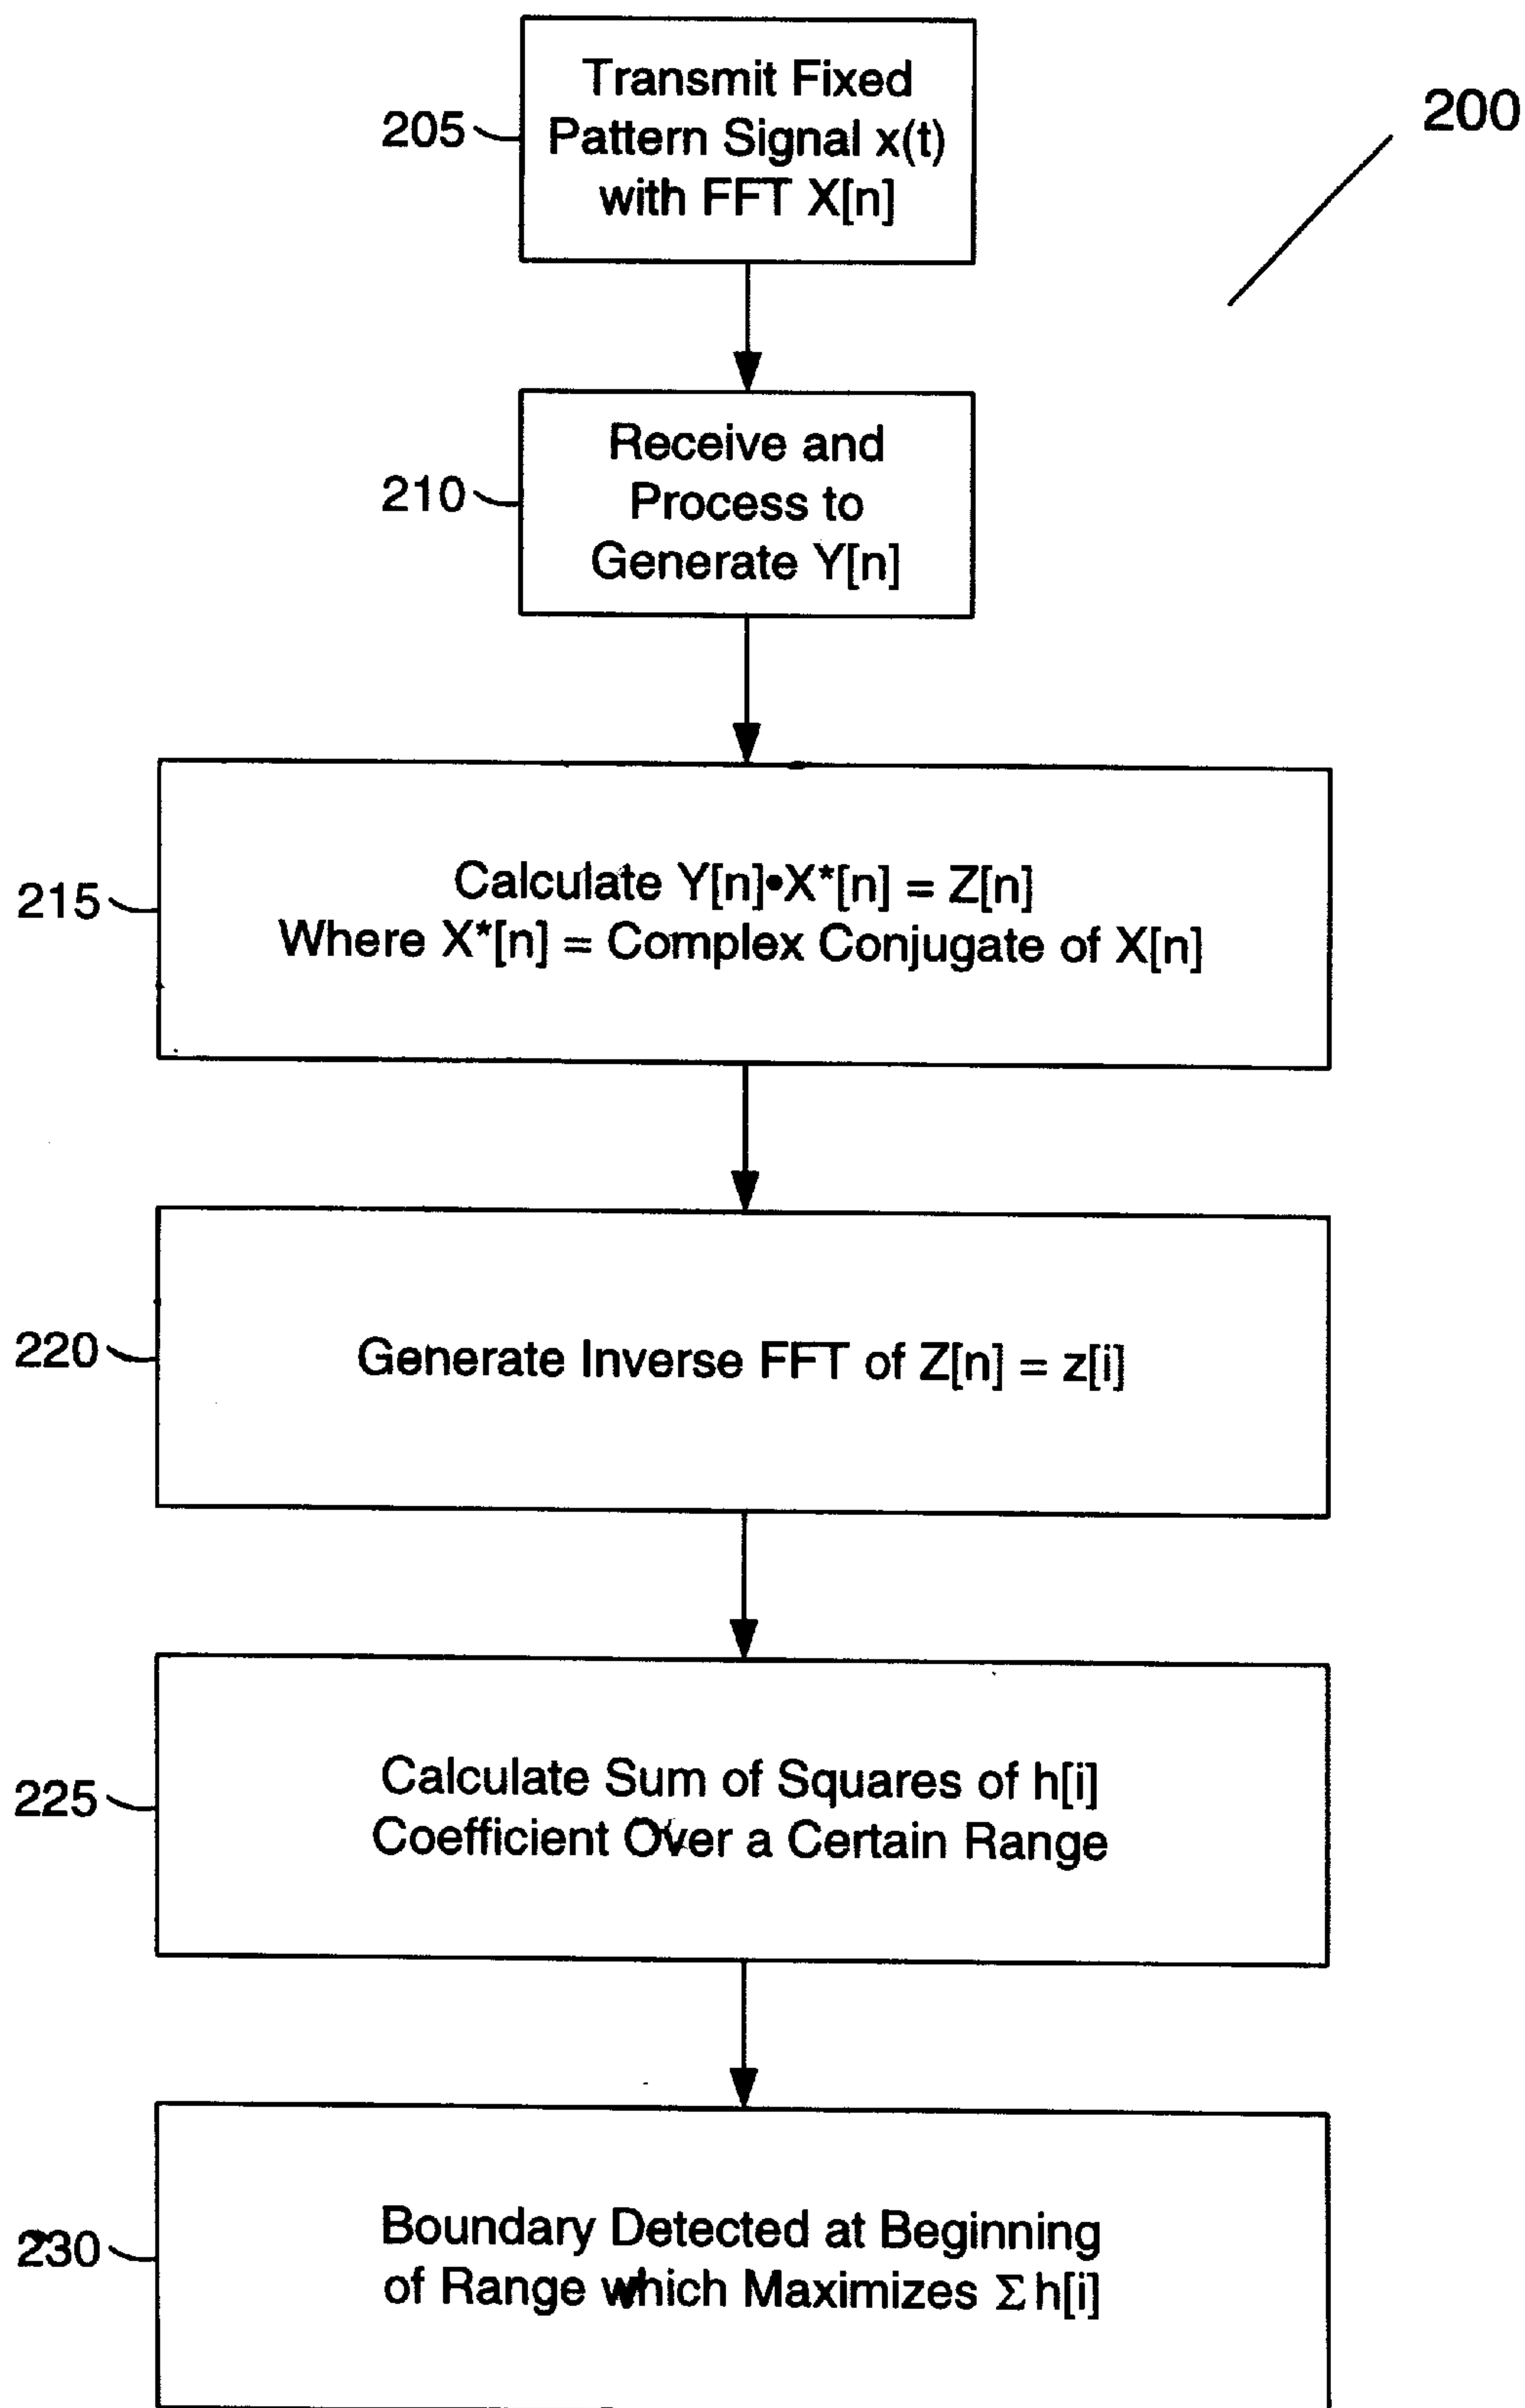 200
205
Transmit Fixed
Pattern Signal x(t)
with FFT X[n]
210
Receive and
Process to
Generate Y[n]
215
Calculate Y[n]•X*[n] = Z[n]
Where X*[n] = Complex Conjugate of X[n]
220
Generate Inverse FFT of Z[n] = z[i]
225
Calculate Sum of Squares of h[i]
Coefficient Over a Certain Range
230
Boundary Detected at Beginning
of Range which Maximizes Σ h[i]